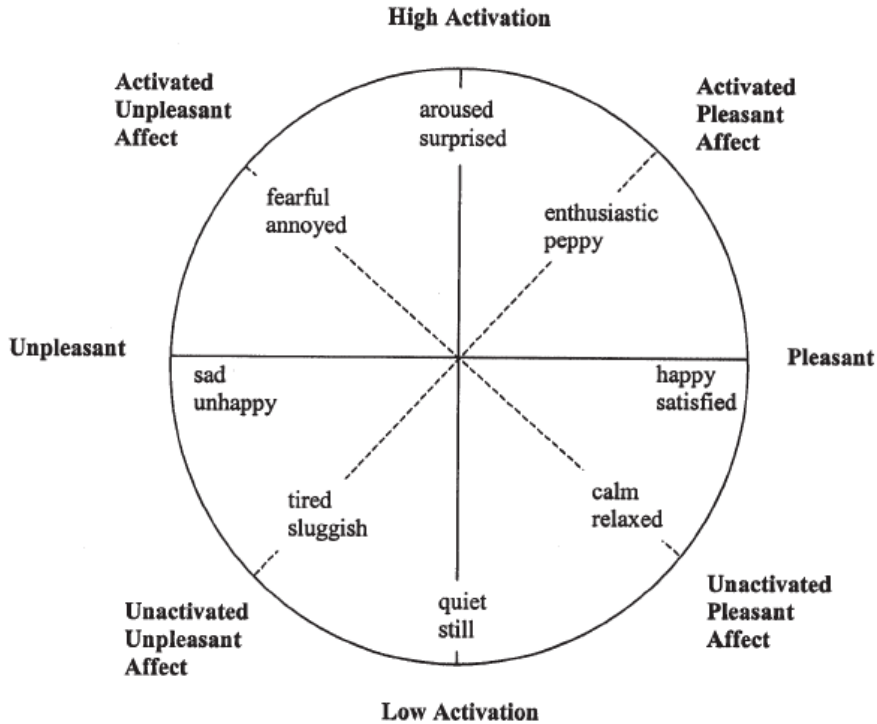 High Activation
Activated
Unpleasant
Affect
Activated
Pleasant
Affect
aroused
surprised
fearful
annoyed
enthusiastic
peppy
Unpleasant
Pleasant
sad
unhappy
happy
satisfied
tired
sluggish
calm
relaxed
Unactivated
Unpleasant
Affect
quiet
still
Unactivated
Pleasant
Affect
Low Activation